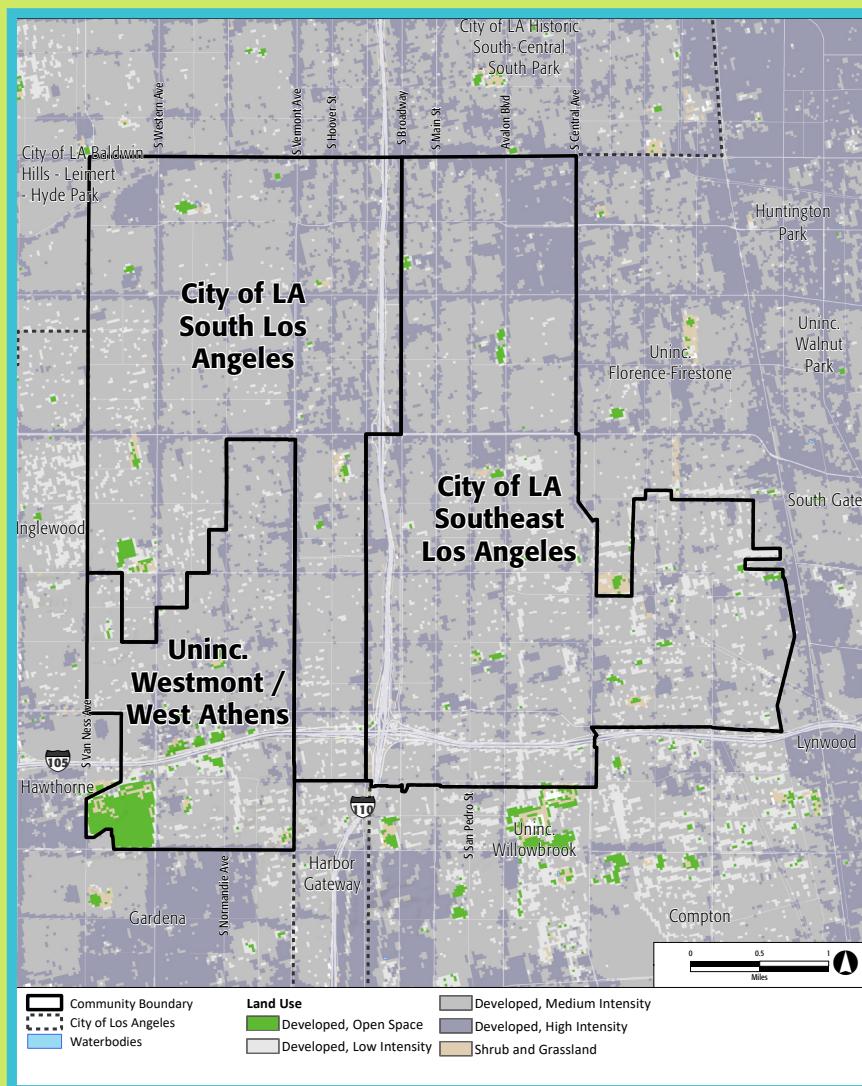 City of LA Historic
South-Central
South Park
S Western Ave
S Vermont Ave
S Hoover St
S Broadway
S Main St
Avalon Blvd
S Central Ave
City of LA Baldwin
Hills - Leimert
- Hyde Park
Huntington
Park
City of LA
South Los
Angeles
Uninc.
Walnut
Park
Uninc.
Florence-Firestone
City of LA
Southeast
Los Angeles
South Gate
Inglewood
Uninc.
Westmont /
West Athens
S Van Ness Ave
105
Hawthorne
Lynwood
110
S San Pedro St
Uninc.
Willowbrook
S Normandie Ave
Harbor
Gateway
Gardena
Compton
0 0.5 1
Miles
Community Boundary
City of Los Angeles
Waterbodies
Land Use
Developed, Open Space
Developed, Low Intensity
Developed, Medium Intensity
Developed, High Intensity
Shrub and Grassland